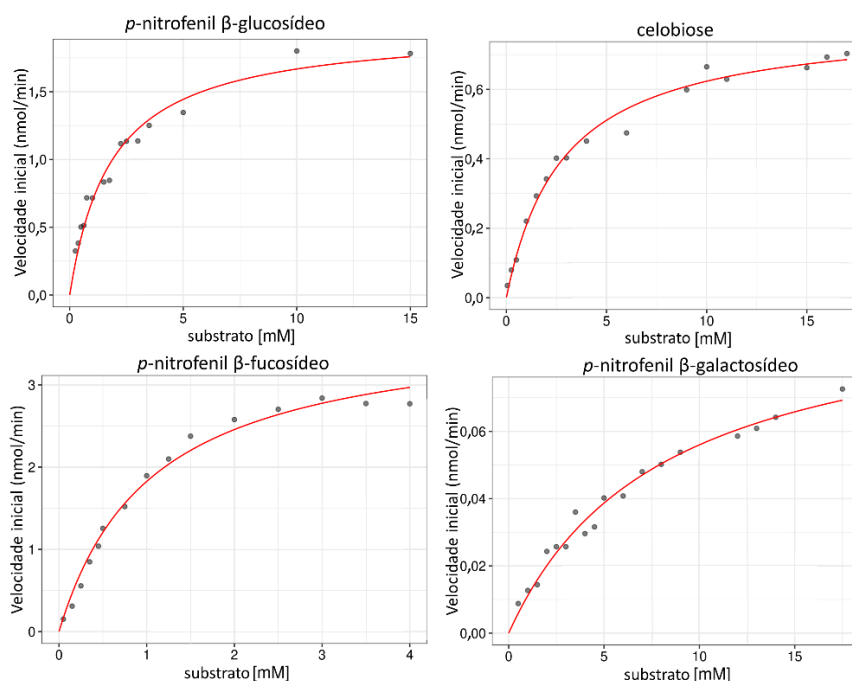 p-nitrofenil β-glucosídeo
Velocidade inicial (nmol/min)
1,5
1,0
0,5
0,0
0
5
10
15
substrato [mM]
celobiose
Velocidade inicial (nmol/min)
0,6
0,4
0,2
0,0
0
5
10
15
substrato [mM]
p-nitrofenil β-fucosídeo
Velocidade inicial (nmol/min)
3
2
1
0
0
1
2
3
4
substrato [mM]
p-nitrofenil β-galactosídeo
Velocidade inicial (nmol/min)
0,06
0,04
0,02
0,00
0
5
10
15
substrato [mM]